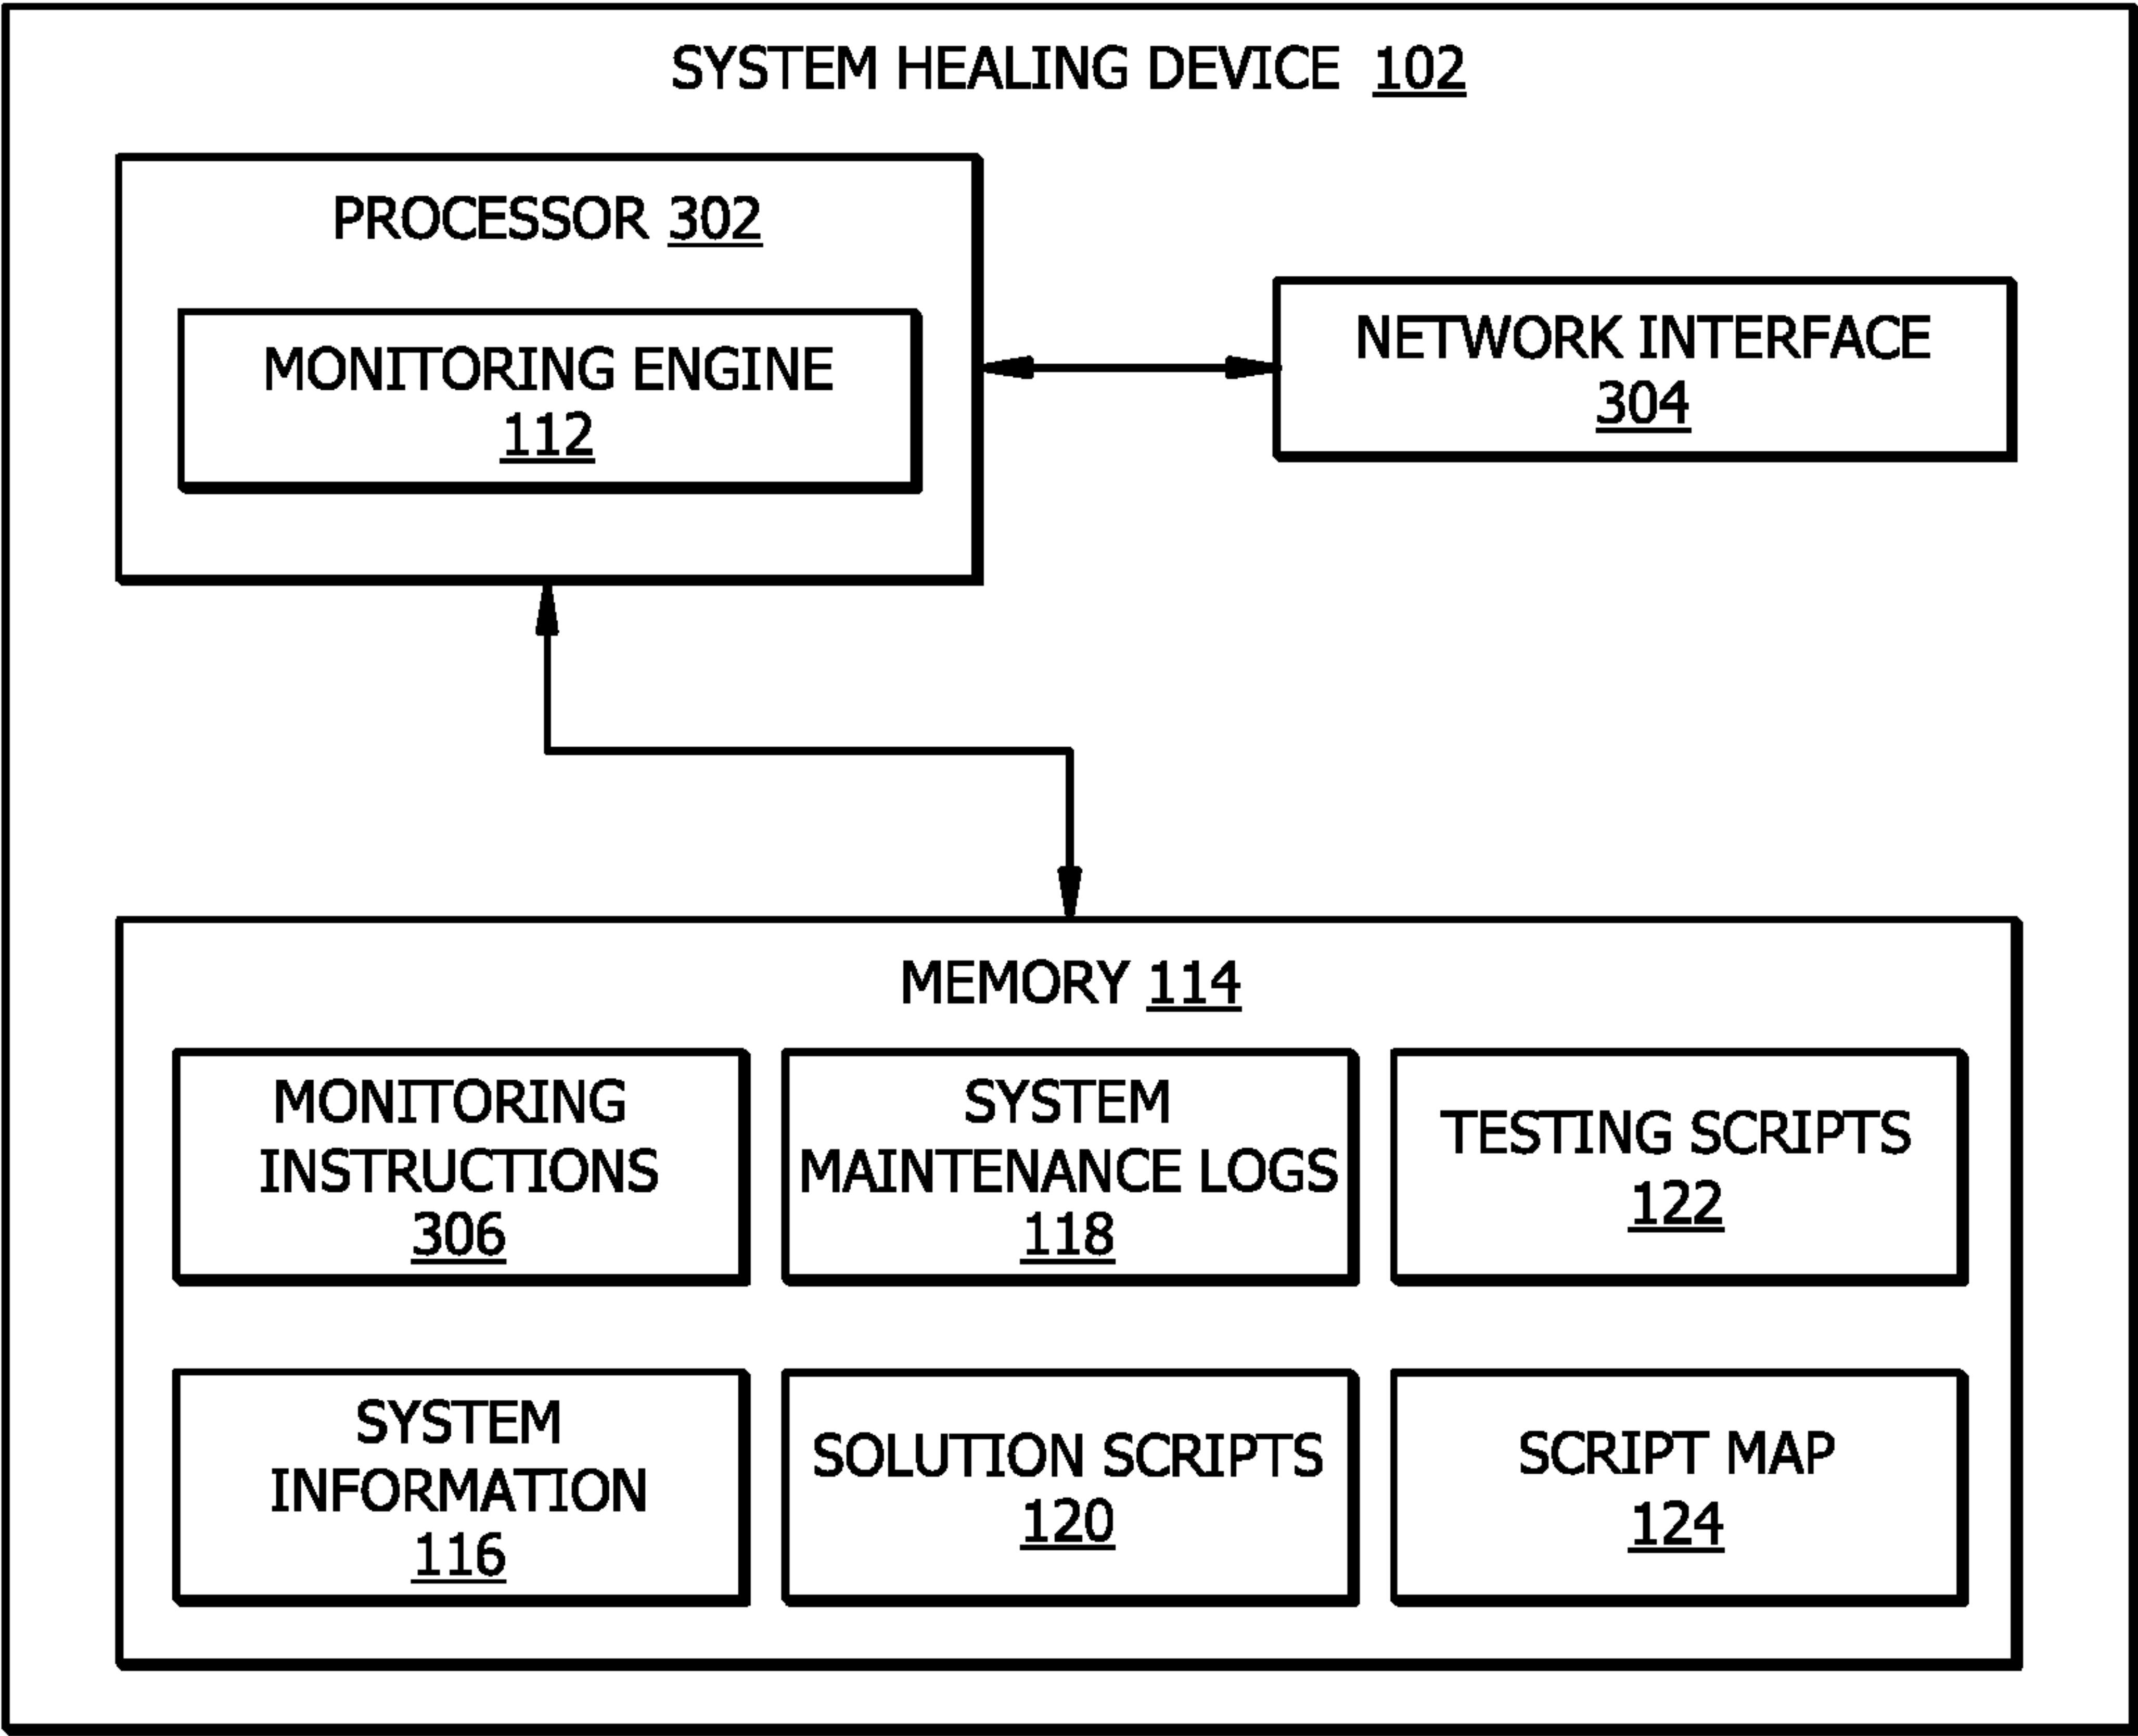 SYSTEM HEALING DEVICE 102
PROCESSOR 302
MONITORING ENGINE
112
NETWORK INTERFACE
304
MEMORY 114
MONITORING
INSTRUCTIONS
306
SYSTEM
MAINTENANCE LOGS
118
TESTING SCRIPTS
122
SYSTEM
INFORMATION
116
SOLUTION SCRIPTS
120
SCRIPT MAP
124